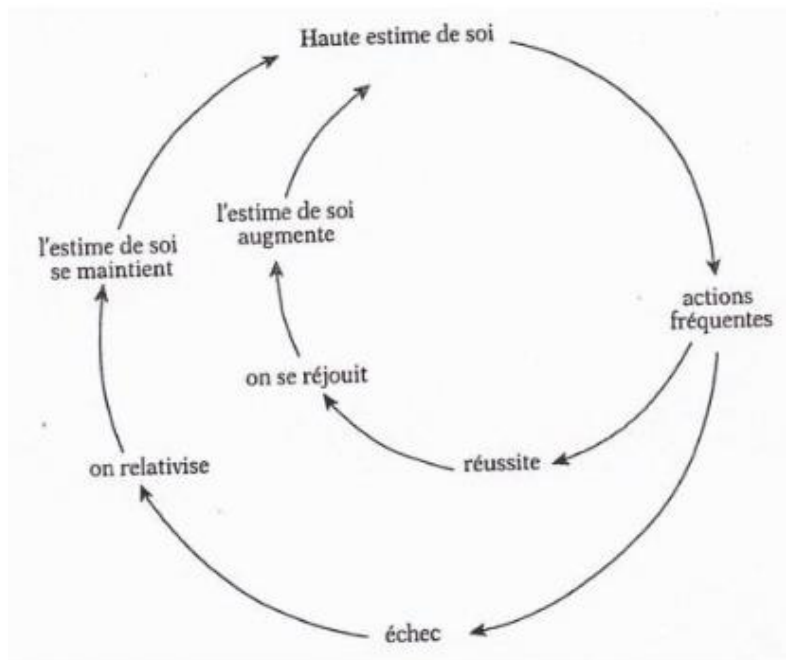 Haute estime de soi
l'estime de soi
augmente
l'estime de soi
se maintient
actions
fréquentes
on se réjouit
réussite
on relativise
échec